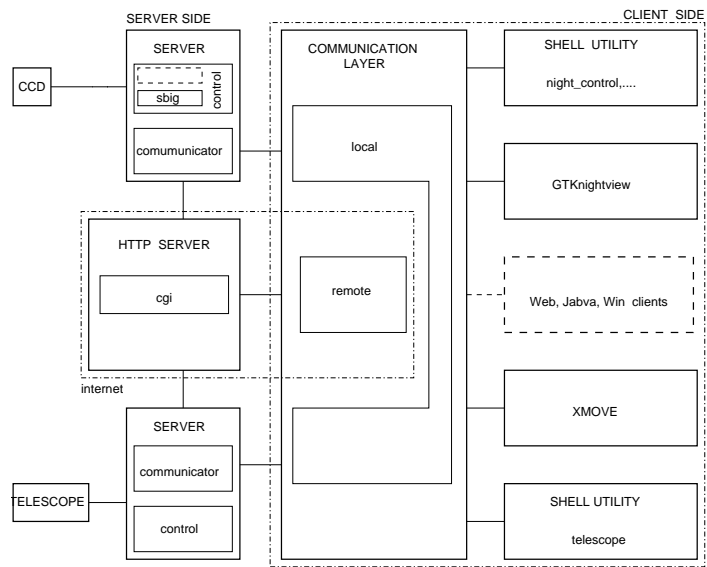 SERVER SIDE
CLIENT SIDE
SERVER
sbig
control
comumunicator
CCD
HTTP SERVER
cgi
internet
SERVER
communicator
control
TELESCOPE
COMMUNICATION
LAYER
local
remote
SHELL UTILITY
night_control,....
GTKnightview
Web, Jabva, Win clients
XMOVE
SHELL UTILITY
telescope